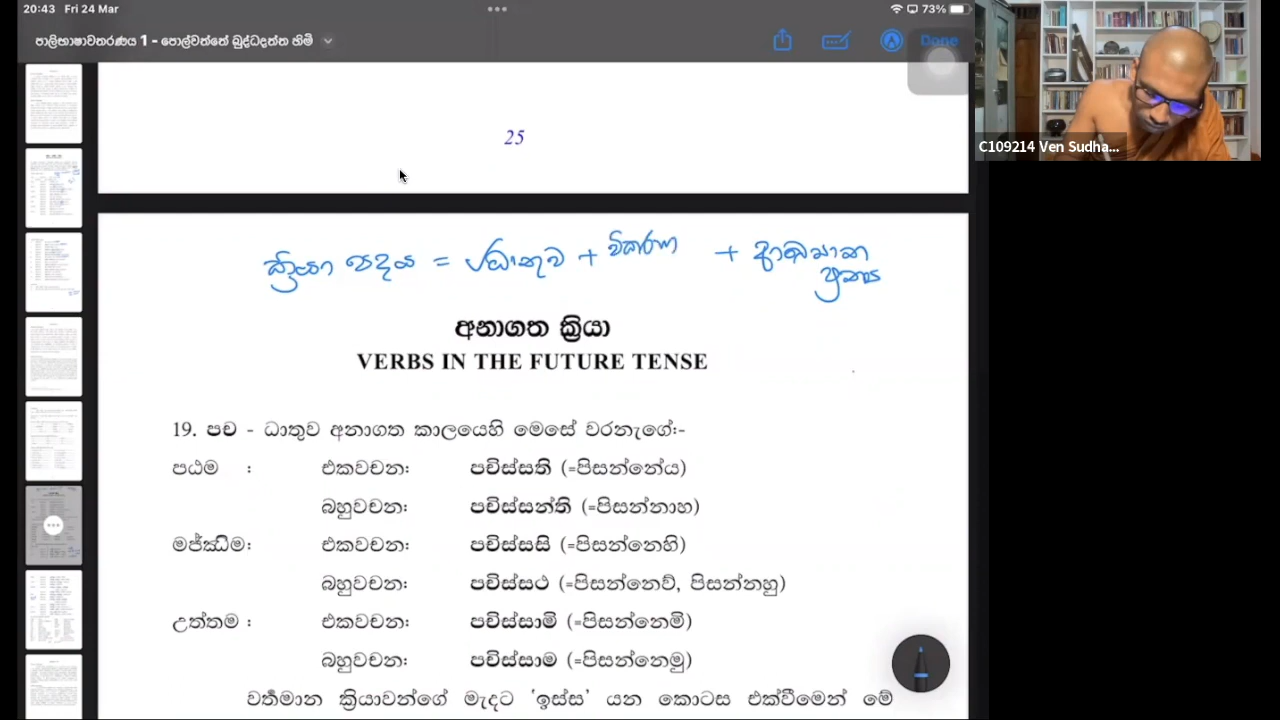 20:43 Fri 24 Mar
73%
පාලිභාෂාවතරණය 1 - පොල්වත්තේ බුද්ධදත්ත හිමි
Done
C109214 Ven Sudha...
25
ක්‍රියා පදය = √ධාතුව + විකරණ + ආඛ්‍යාත
ප්‍රත්‍ය
අනාගත ක්‍රියා
VERBS IN THE FUTURE TENSE
19. පච - ධාතුව අනාගත කාලයෙහි මෙසේ වරනැගේ:-
පඨම : එකවචන: පචිස්සති (=පිසන්නේය)
බහුවචන: පචිස්සන්ති (=පිසන්නාහ)
මජ්ඣිම: එකවචන: පචිස්සසි (=පිසන්නෙහි)
බහුවචන: පචිස්සථ (=පිසන්නෙව් පිසන්නහු)
උත්තම : එකවචන: පචිස්සාමි (=පිසන්නෙමි)
බහුවචන: පචිස්සාම (=පිසන්නෙමු)
වර්‍තමාන ක්‍රියාවන්ගේ මැදට 'ඉස්ස' යන කොටස එක්වීමෙන් මේ